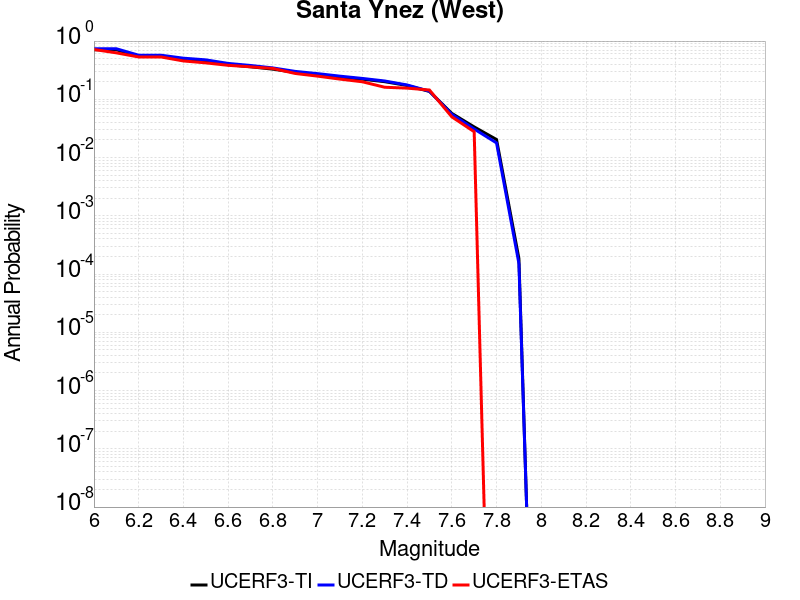 Santa Ynez (West)
10^0
10^-1
10^-2
10^-3
10^-4
10^-5
10^-6
10^-7
10^-8
Annual Probability
6 6.2 6.4 6.6 6.8 7 7.2 7.4 7.6 7.8 8 8.2 8.4 8.6 8.8 9
Magnitude
UCERF3-TI UCERF3-TD UCERF3-ETAS